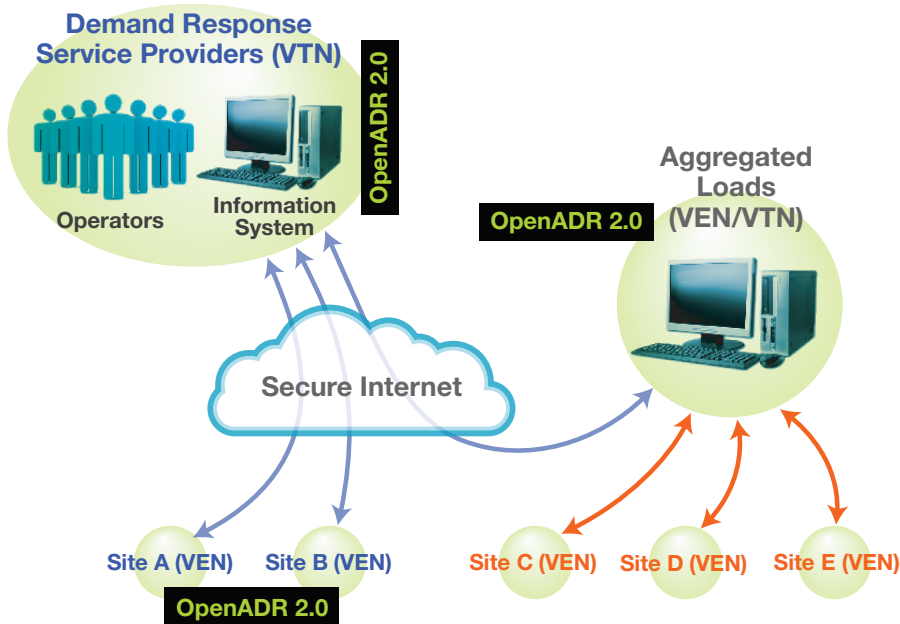 Demand Response
Service Providers (VTN)
OpenADR 2.0
Operators
Information
System
Aggregated
Loads
(VEN/VTN)
OpenADR 2.0
Secure Internet
Site A (VEN)
Site B (VEN)
OpenADR 2.0
Site C (VEN)
Site D (VEN)
Site E (VEN)